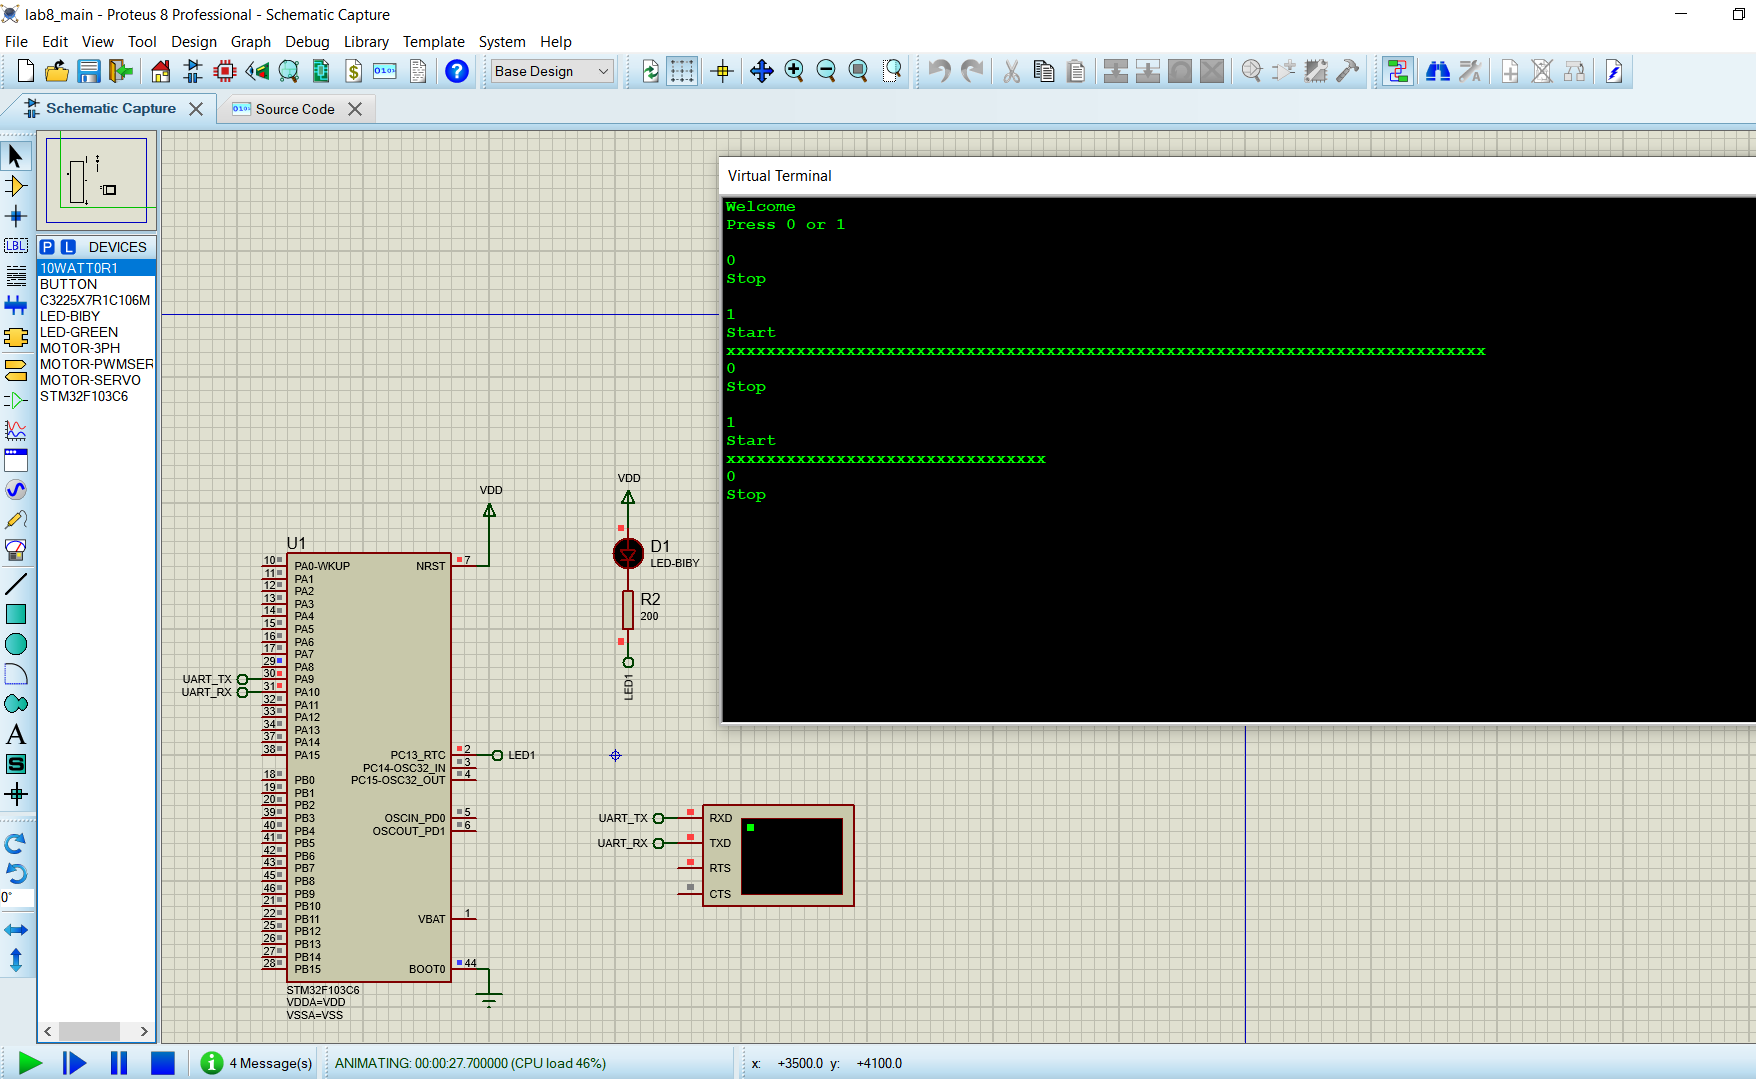 lab8_main - Proteus 8 Professional - Schematic Capture
File Edit View Tool Design Graph Debug Library Template System Help
Base Design
Schematic Capture
Source Code
P L DEVICES
10WATT0R1
BUTTON
C3225X7R1C106M
LED-BIBY
LED-GREEN
MOTOR-3PH
MOTOR-PWMSER
MOTOR-SERVO
STM32F103C6
LBL
A
S
0°
Virtual Terminal
Welcome
Press 0 or 1
0
Stop
1
Start
xxxxxxxxxxxxxxxxxxxxxxxxxxxxxxxxxxxxxxxxxxxxxxxxxxxxxxxxxxxxxxxxxxxxxxxxxxxx
0
Stop
1
Start
xxxxxxxxxxxxxxxxxxxxxxxxxxxxxxxx
0
Stop
VDD
VDD
D1
LED-BIBY
R2
200
LED1
U1
10 PA0-WKUP NRST 7
11 PA1
12 PA2
13 PA3
14 PA4
15 PA5
16 PA6
17 PA7
29 PA8
UART_TX 30 PA9
UART_RX 31 PA10
32 PA11
33 PA12
34 PA13
37 PA14
38 PA15 PC13_RTC 2 LED1
PC14-OSC32_IN 3
18 PB0 PC15-OSC32_OUT 4
19 PB1
20 PB2
39 PB3 OSCIN_PD0 5
40 PB4 OSCOUT_PD1 6
41 PB5
42 PB6
43 PB7
45 PB8
46 PB9
21 PB10
22 PB11 VBAT 1
25 PB12
26 PB13
27 PB14
28 PB15 BOOT0 44
STM32F103C6
VDDA=VDD
VSSA=VSS
UART_TX RXD
UART_RX TXD
RTS
CTS
4 Message(s) ANIMATING: 00:00:27.700000 (CPU load 46%) x: +3500.0 y: +4100.0